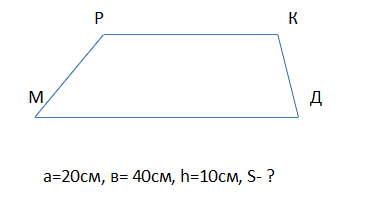 Р К
М Д
а=20см, в= 40см, h=10см, S- ?